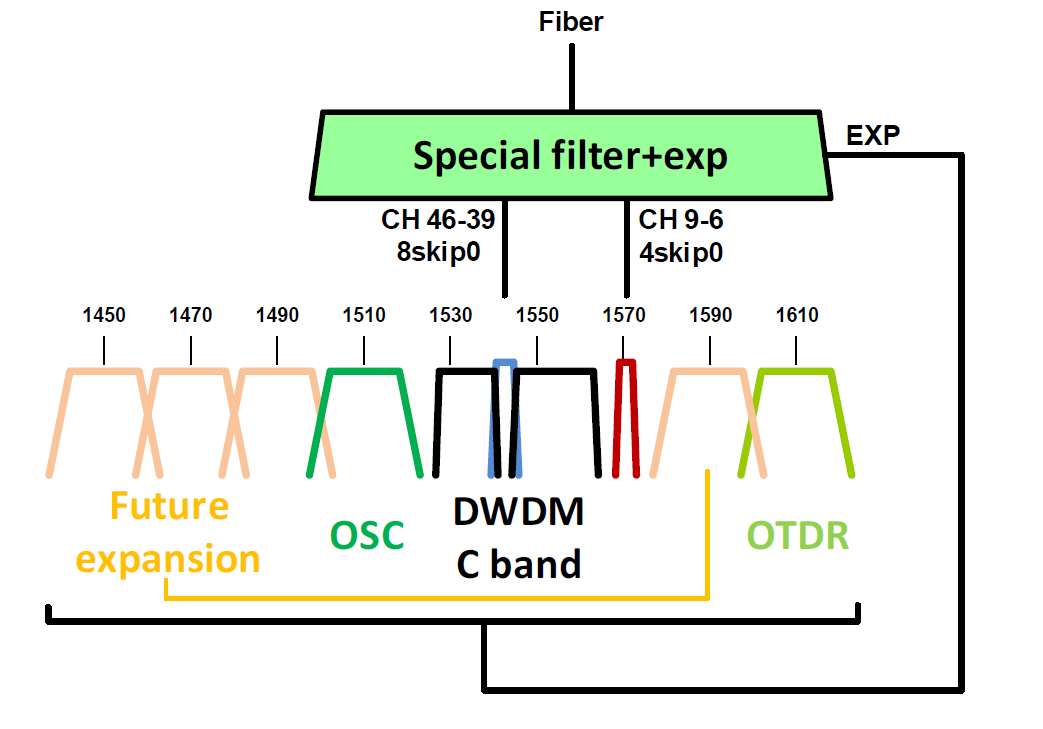 Fiber
Special filter+exp
EXP
CH 46-39
8skip0
CH 9-6
4skip0
1450 1470 1490 1510 1530 1550 1570 1590 1610
Future
expansion
OSC
DWDM
C band
OTDR